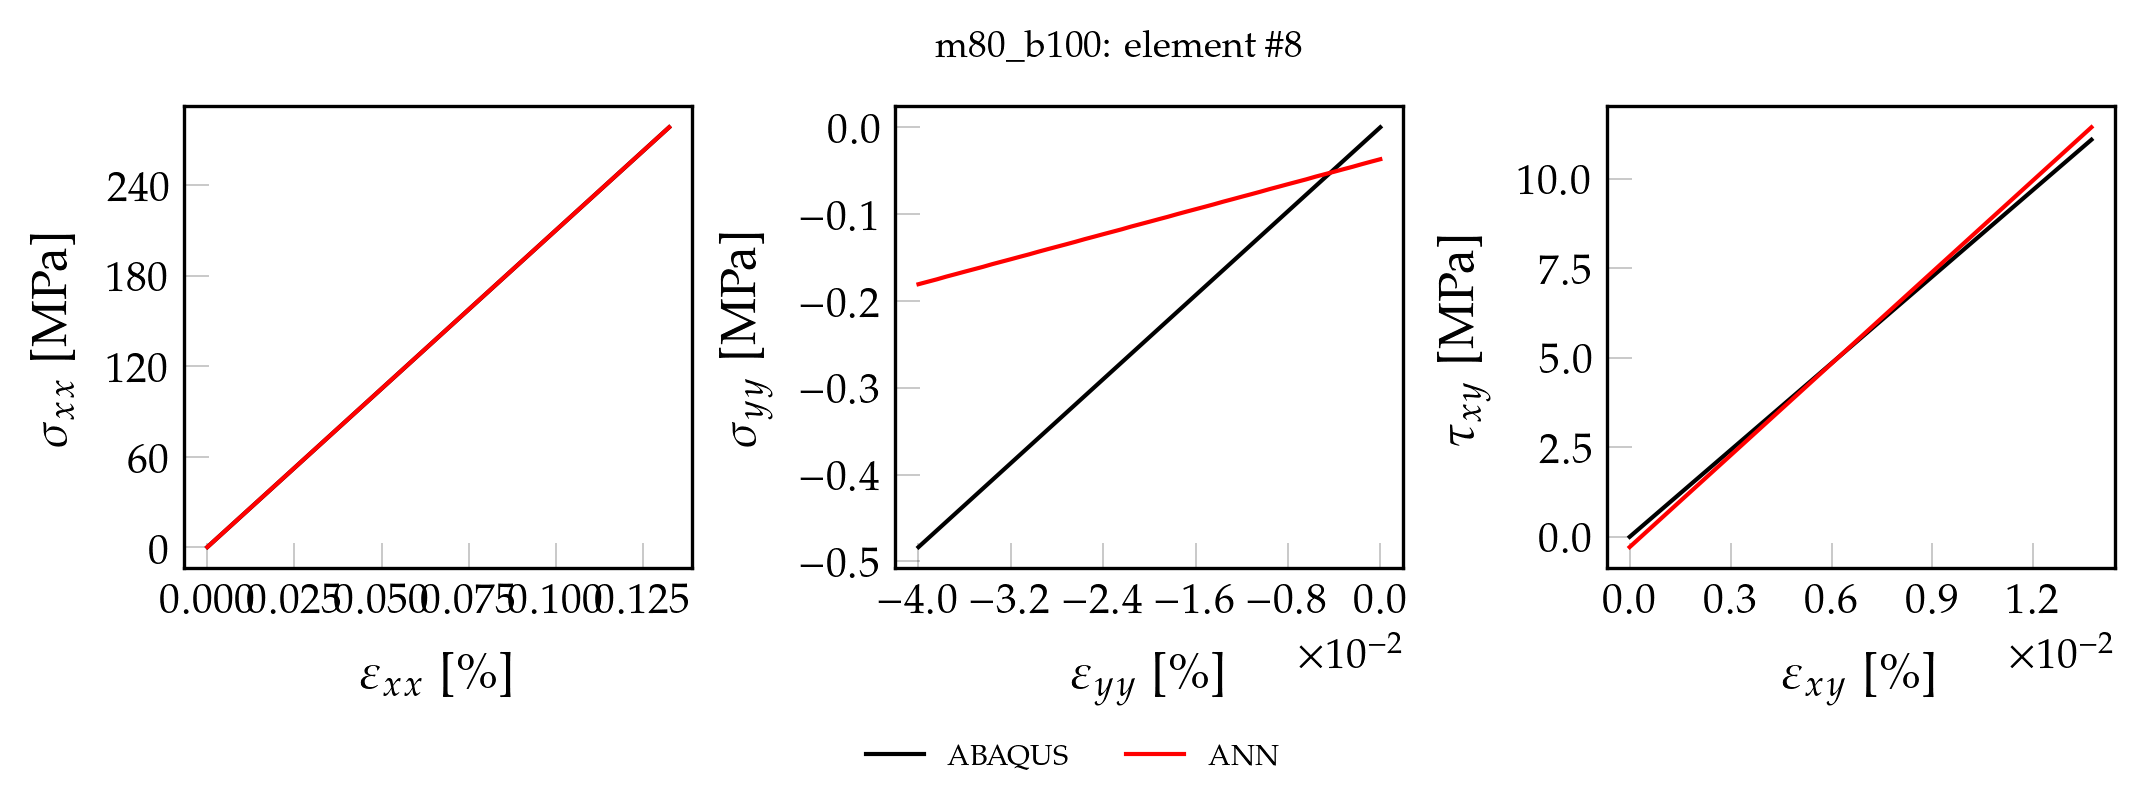 m80_b100: element #8
σxx [MPa]
240
180
120
60
0
0.000 0.025 0.050 0.075 0.100 0.125
εxx [%]
σyy [MPa]
0.0
−0.1
−0.2
−0.3
−0.4
−0.5
−4.0 −3.2 −2.4 −1.6 −0.8 0.0
×10−2
εyy [%]
τxy [MPa]
10.0
7.5
5.0
2.5
0.0
0.0 0.3 0.6 0.9 1.2
×10−2
εxy [%]
ABAQUS ANN